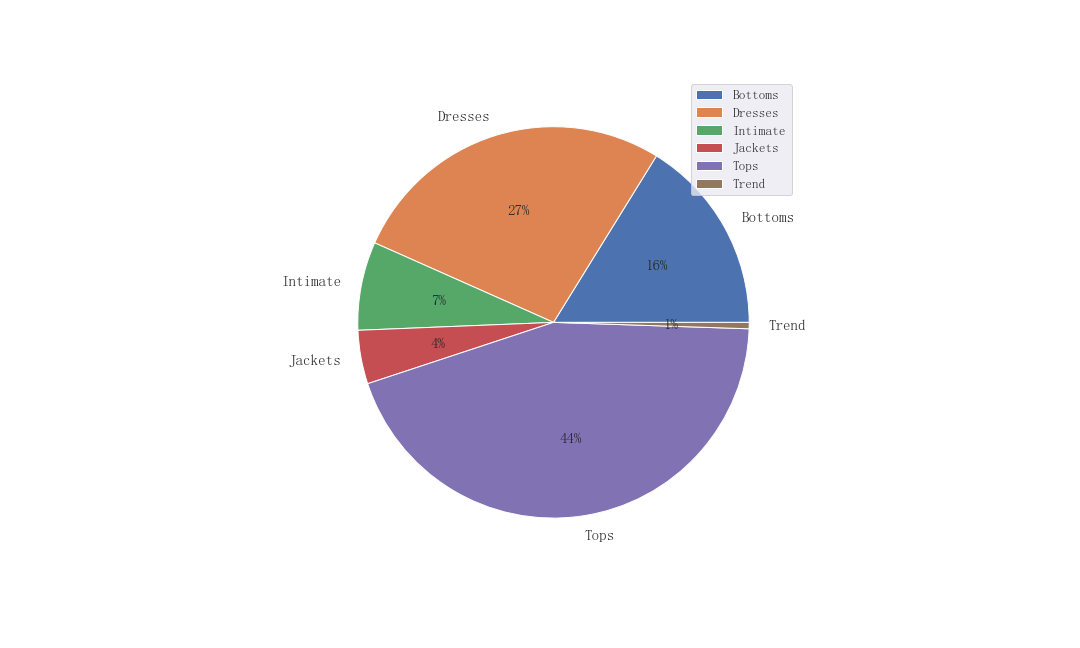 Bottoms
Dresses
Intimate
Jackets
Tops
Trend
Dresses
Bottoms
27%
16%
Intimate
7%
1%
Trend
4%
Jackets
44%
Tops